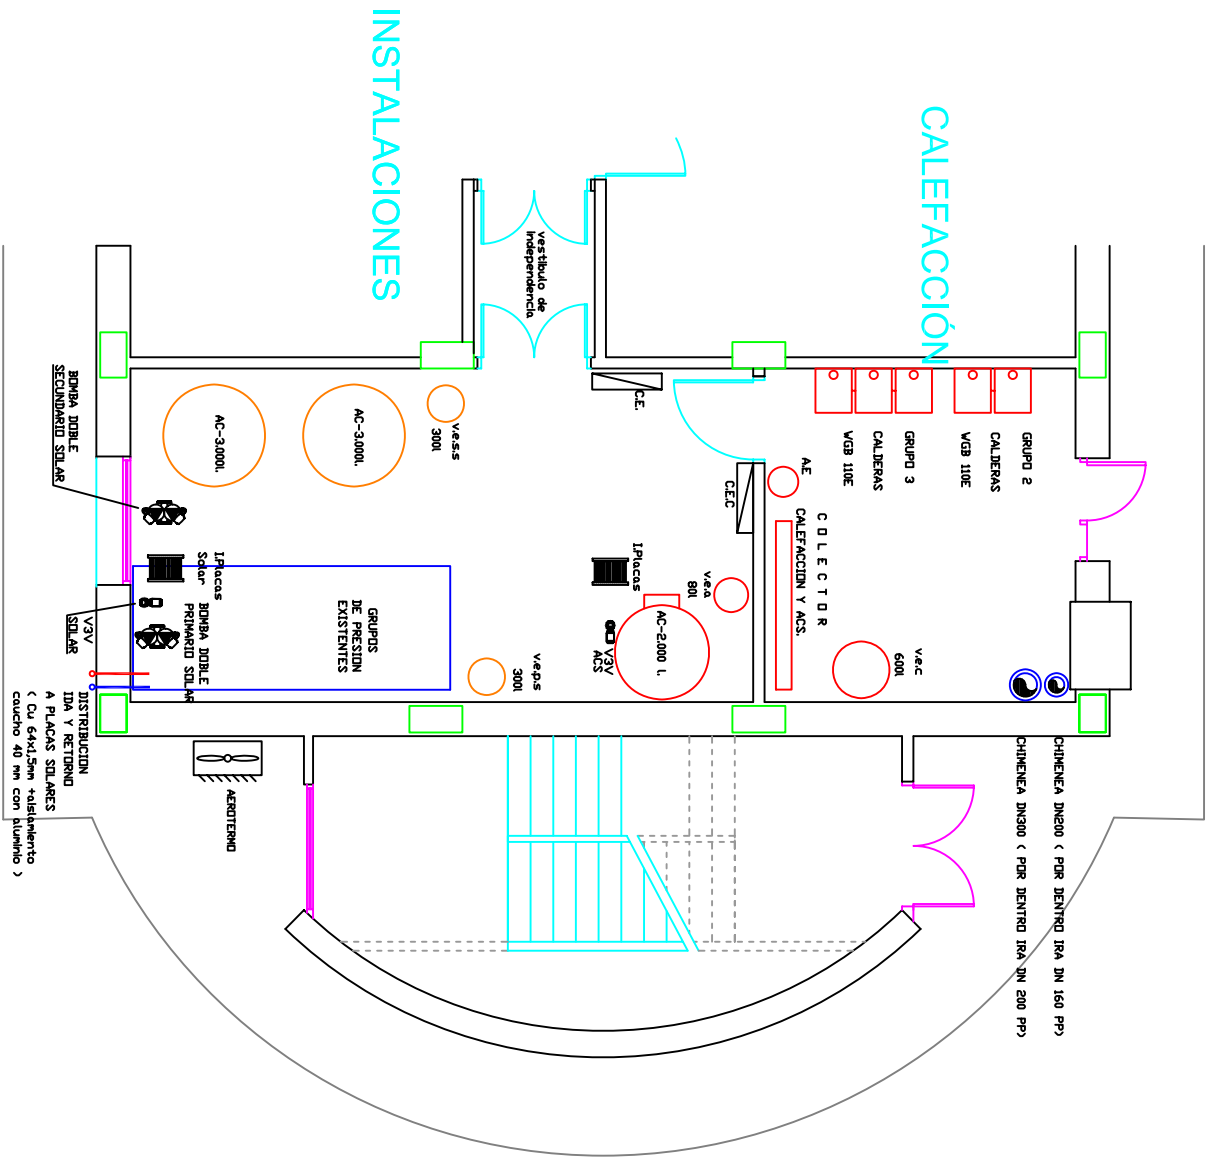 INSTALACIONES
CALEFACCIÓN
vestibulo de
independencia
GRUPO 2
CALDERAS
WGB 110E
GRUPO 3
CALDERAS
WGB 110E
C.E.
C.E.C
A.E
C O L E C T O R
CALEFACCION Y ACS.
v.e.c
600l
v.e.a
80l
I.Placas
AC-2.000 l.
V3V
ACS
v.e.s.s
300l
AC-3.000l.
AC-3.000l.
BOMBA DOBLE
SECUNDARIO SOLAR
I.Placas
Solar
BOMBA DOBLE
PRIMARIO SOLAR
V3V
SOLAR
GRUPOS
DE PRESION
EXISTENTES
v.e.p.s
300l
DISTRIBUCION
IDA Y RETORNO
A PLACAS SOLARES
( Cu 64x1,5mm +aislamiento
caucho 40 mm con aluminio )
AEROTERMO
CHIMENEA DN200 ( POR DENTRO IRA DN 160 PP)
CHIMENEA DN300 ( POR DENTRO IRA DN 200 PP)